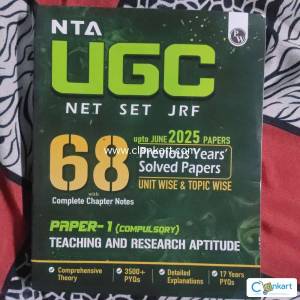 NTA
PW
UGC
NET SET JRF
upto JUNE 2025 PAPERS
www.clankart.com
68 Previous Years'
Solved Papers
UNIT WISE & TOPIC WISE
with
Complete Chapter Notes
PAPER-1 (COMPULSORY)
TEACHING AND RESEARCH APTITUDE
Comprehensive Theory
3500+ PYQs
Detailed Explanations
17 Years PYQs
Clankart